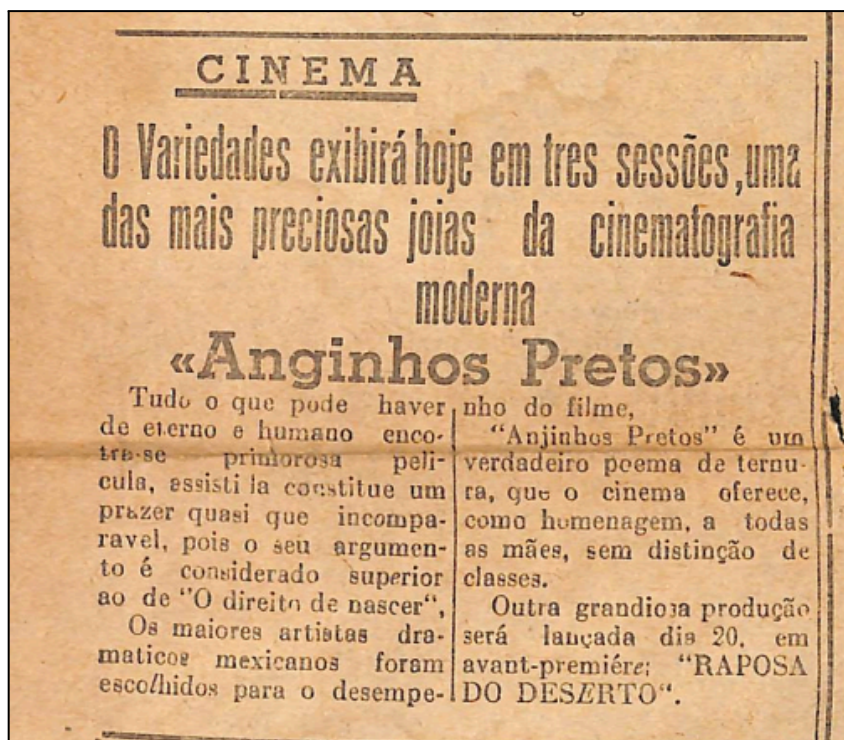 CINEMA
O Variedades exibirá hoje em tres sessões, uma
das mais preciosas joias da cinematografia
moderna
«Anginhos Pretos»
Tudo o que pode haver
de eterno e humano enco-
tra-se primorosa peli-
cula, assisti la constitue um
prazer quasi que incompa-
ravel, pois o seu argumen-
to é considerado superior
ao de "O direito de nascer",
Os maiores artistas dra-
maticos mexicanos foram
escolhidos para o desempe-
nho do filme,
"Anjinhos Pretos" é um
verdadeiro poema de ternu-
ra, que o cinema oferece,
como homenagem, a todas
as mães, sem distinção de
classes.
Outra grandiosa produção
será lançada dia 20, em
avant-premiére; "RAPOSA
DO DESERTO".